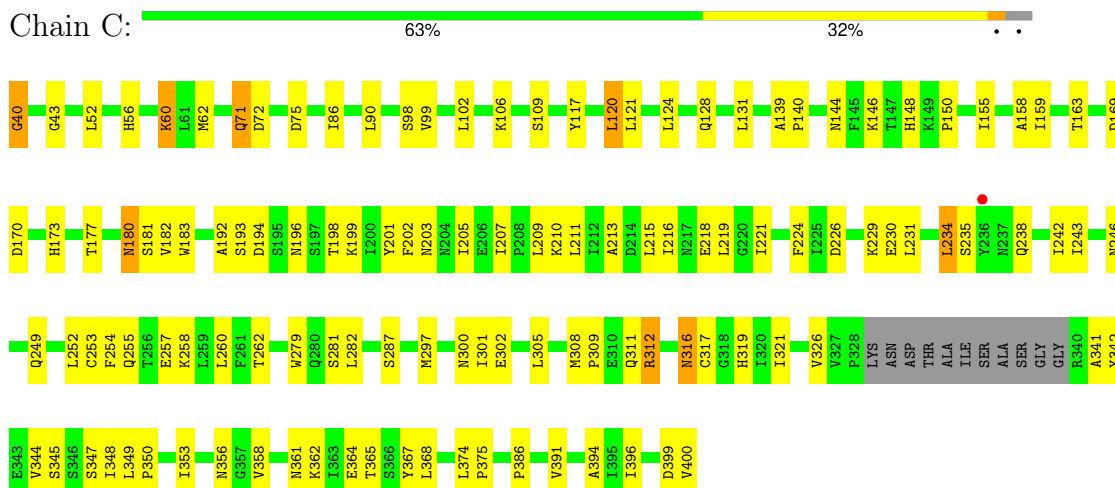 Chain C:
63% 32% • •
G40 G43 L52 H56 K60 L61 M62 Q71 D72 D75 I86 L90 S98 V99 L102 K106 S109 Y117 L120 L121 L124 Q128 L131 A139 P140 N144 F145 K146 T147 H148 K149 P150 I155 A158 I159 T163 D169
D170 H173 T177 N180 S181 V182 W183 A192 S193 D194 S195 N196 S197 T198 K199 I200 Y201 F202 N203 N204 I205 E206 I207 P208 L209 K210 L211 I212 A213 D214 L215 I216 N217 E218 L219 G220 I221 F224 I225 D226 K229 E230 L231 L234 S235 Y236 N237 Q238 I242 I243 N246
Q249 L252 C253 F254 Q255 T256 E257 K258 L259 L260 F261 T262 W279 Q280 S281 L282 S287 M297 N300 I301 E302 L305 M308 P309 E310 Q311 R312 N316 C317 G318 H319 I320 I321 V326 V327 P328 LYS ASN ASP THR ALA ILE SER ALA SER GLY GLY R340 A341 Y342
E343 V344 S345 S346 S347 I348 L349 P350 I353 N356 G357 V358 N361 K362 I363 E364 T365 S366 Y367 L368 L374 P375 P386 V391 A394 I395 I396 D399 V400